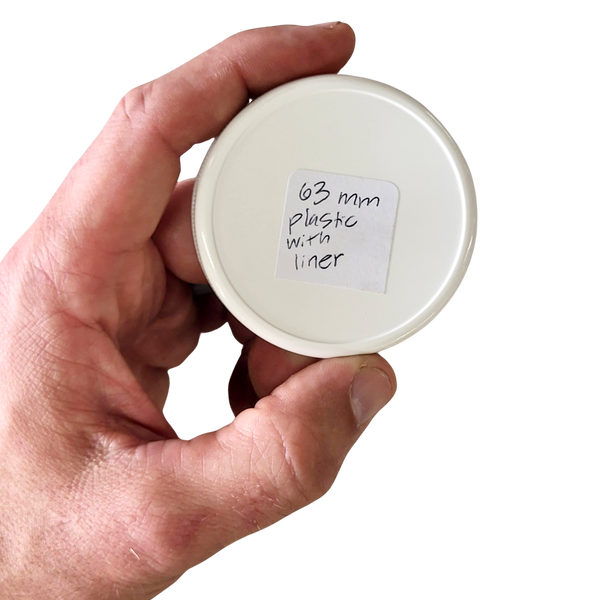 63 mm
plastic
with
liner